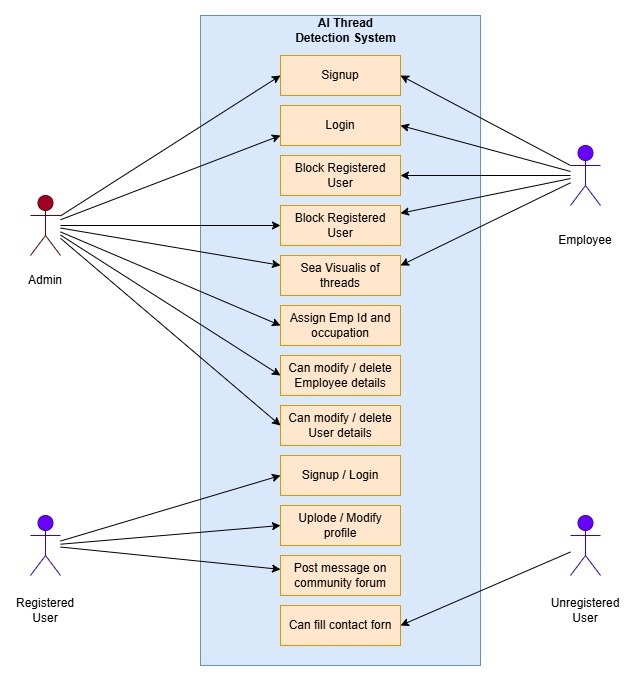 AI Thread
Detection System
Signup
Login
Block Registered
User
Block Registered
User
Sea Visualis of
threads
Assign Emp Id and
occupation
Can modify / delete
Employee details
Can modify / delete
User details
Signup / Login
Uplode / Modify
profile
Post message on
community forum
Can fill contact forn
Admin
Employee
Registered
User
Unregistered
User